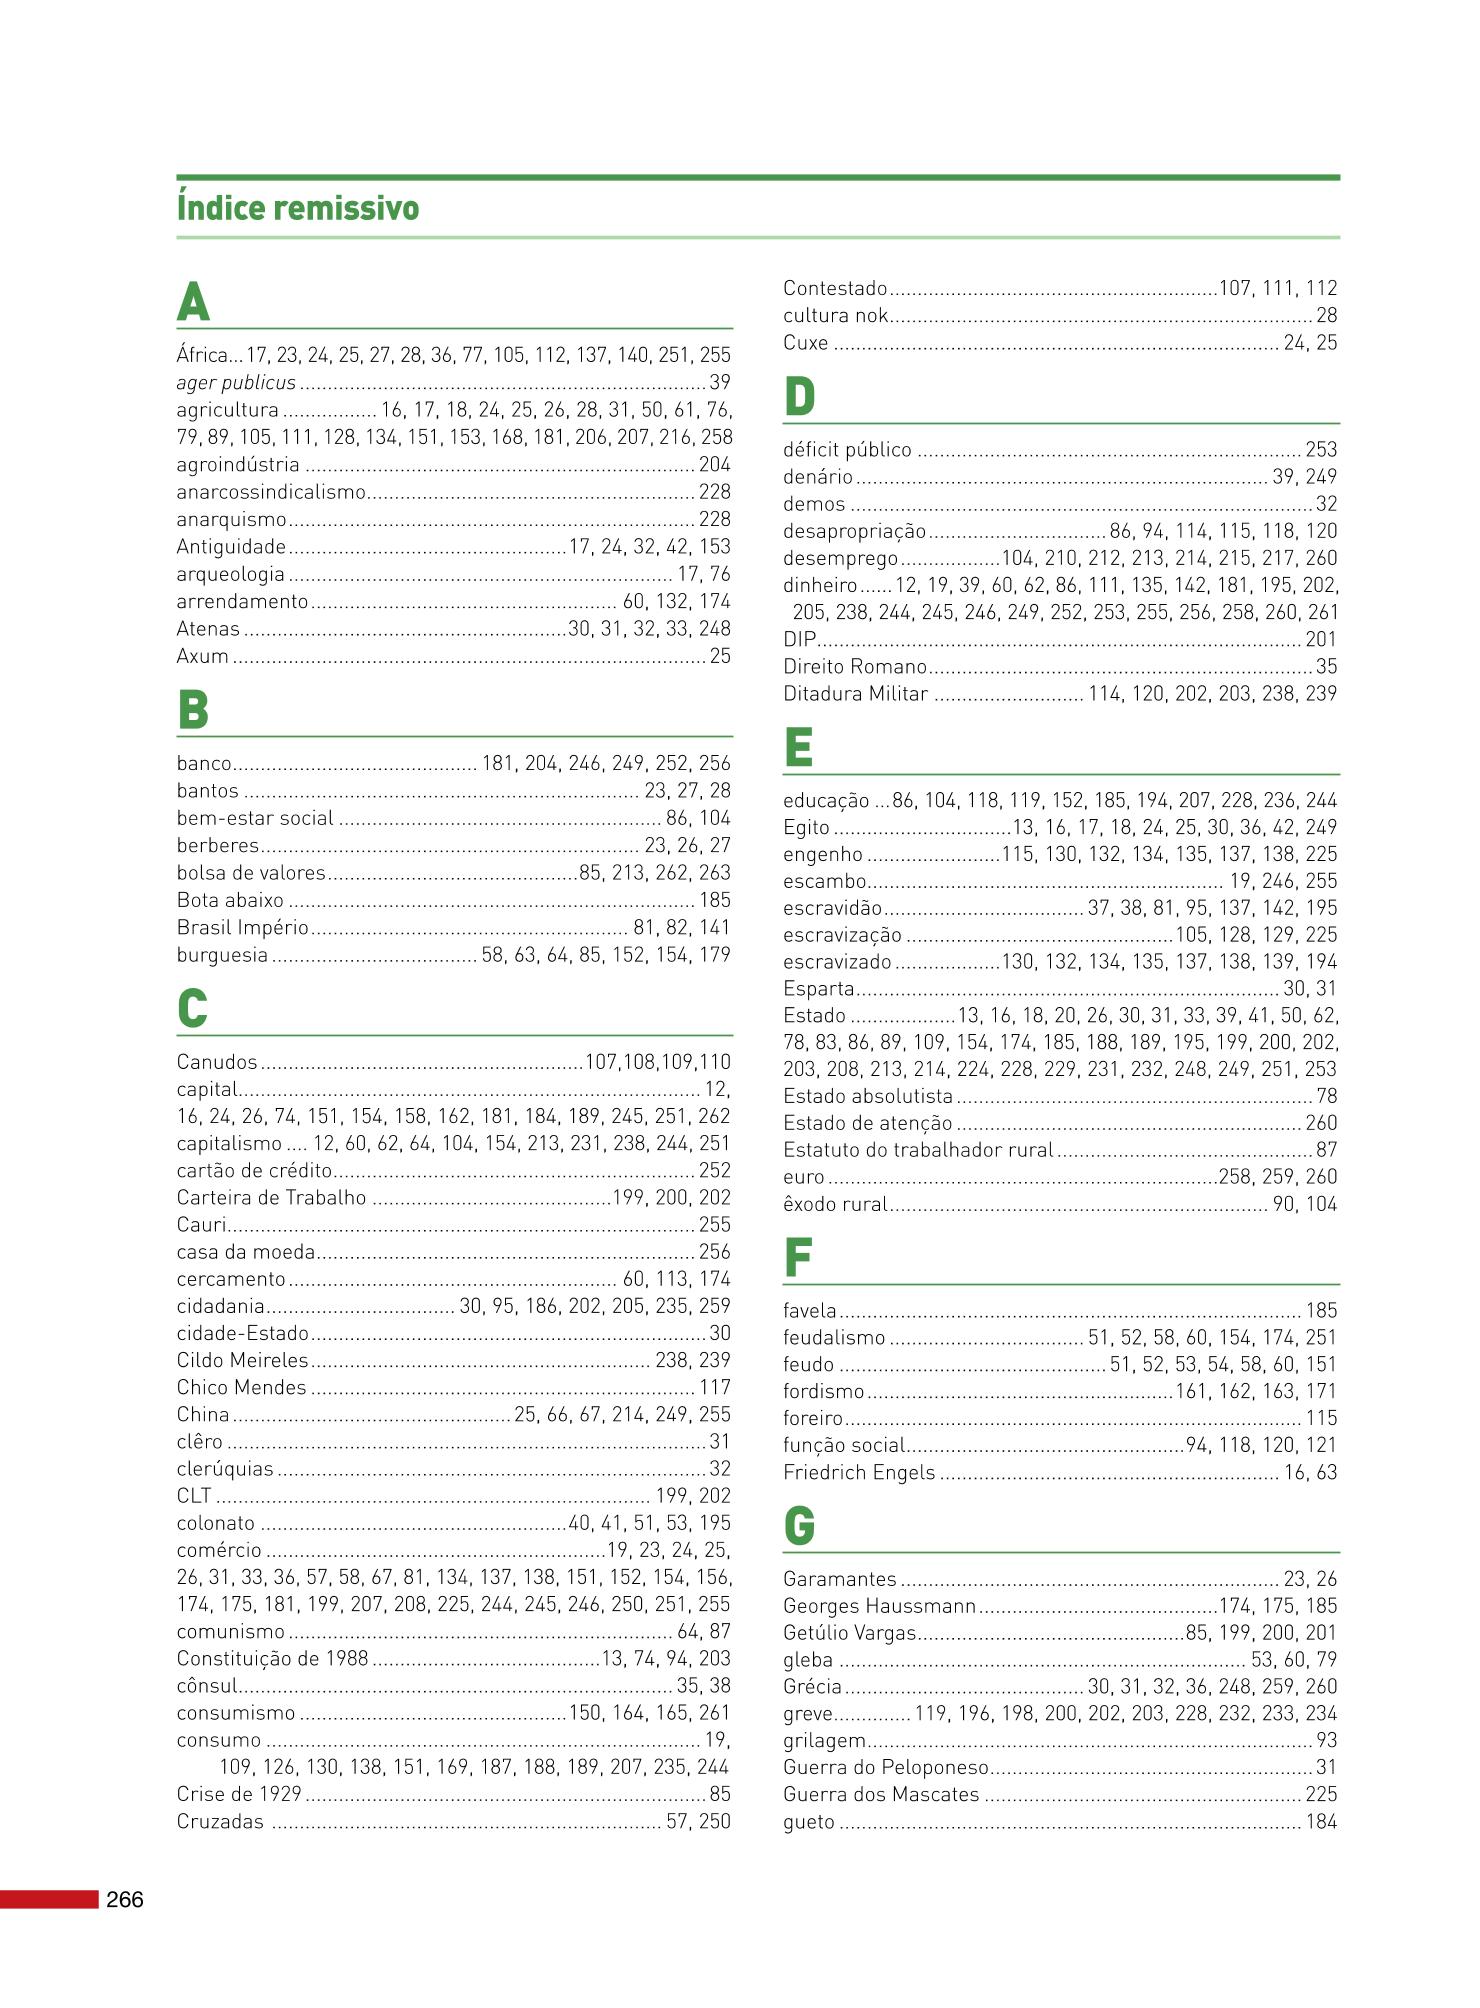 Índice remissivo
A
África...17, 23, 24, 25, 27, 28, 36, 77, 105, 112, 137, 140, 251, 255
ager publicus ... 39
agricultura ... 16, 17, 18, 24, 25, 26, 28, 31, 50, 61, 76,
79, 89, 105, 111, 128, 134, 151, 153, 168, 181, 206, 207, 216, 258
agroindústria ... 204
anarcossindicalismo... 228
anarquismo... 228
Antiguidade...17, 24, 32, 42, 153
arqueologia ... 17, 76
arrendamento... 60, 132, 174
Atenas ...30, 31, 32, 33, 248
Axum ... 25
B
banco... 181, 204, 246, 249, 252, 256
bantos ... 23, 27, 28
bem-estar social ... 86, 104
berberes... 23, 26, 27
bolsa de valores...85, 213, 262, 263
Bota abaixo ... 185
Brasil Império... 81, 82, 141
burguesia ... 58, 63, 64, 85, 152, 154, 179
C
Canudos ...107,108,109,110
capital... 12,
16, 24, 26, 74, 151, 154, 158, 162, 181, 184, 189, 245, 251, 262
capitalismo .... 12, 60, 62, 64, 104, 154, 213, 231, 238, 244, 251
cartão de crédito... 252
Carteira de Trabalho ...199, 200, 202
Cauri... 255
casa da moeda... 256
cercamento ... 60, 113, 174
cidadania... 30, 95, 186, 202, 205, 235, 259
cidade-Estado... 30
Cildo Meireles... 238, 239
Chico Mendes ... 117
China ...25, 66, 67, 214, 249, 255
clêro ... 31
clerúquias ... 32
CLT ... 199, 202
colonato ...40, 41, 51, 53, 195
comércio ...19, 23, 24, 25,
26, 31, 33, 36, 57, 58, 67, 81, 134, 137, 138, 151, 152, 154, 156,
174, 175, 181, 199, 207, 208, 225, 244, 245, 246, 250, 251, 255
comunismo ... 64, 87
Constituição de 1988 ...13, 74, 94, 203
cônsul... 35, 38
consumismo ...150, 164, 165, 261
consumo ... 19,
109, 126, 130, 138, 151, 169, 187, 188, 189, 207, 235, 244
Crise de 1929 ... 85
Cruzadas ... 57, 250
Contestado...107, 111, 112
cultura nok... 28
Cuxe ... 24, 25
D
déficit público ... 253
denário ... 39, 249
demos ... 32
desapropriação... 86, 94, 114, 115, 118, 120
desemprego...104, 210, 212, 213, 214, 215, 217, 260
dinheiro...... 12, 19, 39, 60, 62, 86, 111, 135, 142, 181, 195, 202,
205, 238, 244, 245, 246, 249, 252, 253, 255, 256, 258, 260, 261
DIP... 201
Direito Romano... 35
Ditadura Militar ... 114, 120, 202, 203, 238, 239
E
educação ...86, 104, 118, 119, 152, 185, 194, 207, 228, 236, 244
Egito ...13, 16, 17, 18, 24, 25, 30, 36, 42, 249
engenho ...115, 130, 132, 134, 135, 137, 138, 225
escambo... 19, 246, 255
escravidão... 37, 38, 81, 95, 137, 142, 195
escravização ...105, 128, 129, 225
escravizado ...130, 132, 134, 135, 137, 138, 139, 194
Esparta... 30, 31
Estado ...13, 16, 18, 20, 26, 30, 31, 33, 39, 41, 50, 62,
78, 83, 86, 89, 109, 154, 174, 185, 188, 189, 195, 199, 200, 202,
203, 208, 213, 214, 224, 228, 229, 231, 232, 248, 249, 251, 253
Estado absolutista ... 78
Estado de atenção ... 260
Estatuto do trabalhador rural ... 87
euro ...258, 259, 260
êxodo rural... 90, 104
F
favela ... 185
feudalismo ... 51, 52, 58, 60, 154, 174, 251
feudo ... 51, 52, 53, 54, 58, 60, 151
fordismo ...161, 162, 163, 171
foreiro... 115
função social...94, 118, 120, 121
Friedrich Engels ... 16, 63
G
Garamantes ... 23, 26
Georges Haussmann...174, 175, 185
Getúlio Vargas...85, 199, 200, 201
gleba ... 53, 60, 79
Grécia ... 30, 31, 32, 36, 248, 259, 260
greve... 119, 196, 198, 200, 202, 203, 228, 232, 233, 234
grilagem... 93
Guerra do Peloponeso... 31
Guerra dos Mascates ... 225
gueto ... 184
266